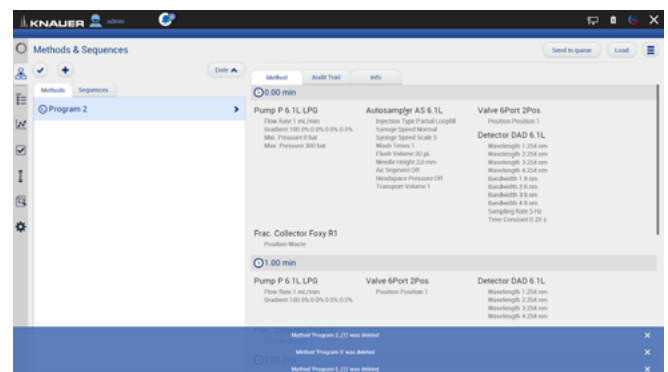 KNAUER admin
Methods & Sequences
Send to queue Load
Date
Methods Sequences
Method Audit Trail Info
Program 2
0.00 min
Pump P 6.1L LPG
Flow Rate:1 mL/min
Gradient:100.0% 0.0% 0.0% 0.0%
Min. Pressure:0 bar
Max. Pressure:300 bar
Autosampler AS 6.1L
Injection Type:Partial Loopfill
Syringe Speed:Normal
Syringe Speed Scale:5
Wash Times:1
Flush Volume:30 µL
Needle Height:2,0 mm
Air Segment:Off
Headspace Pressure:Off
Transport Volume:1
Valve 6Port 2Pos
Position:Position 1
Detector DAD 6.1L
Wavelength 1:254 nm
Wavelength 2:254 nm
Wavelength 3:254 nm
Wavelength 4:254 nm
Bandwidth 1:8 nm
Bandwidth 2:8 nm
Bandwidth 3:8 nm
Bandwidth 4:8 nm
Sampling Rate:5 Hz
Time Constant:0.20 s
Frac. Collector Foxy R1
Position:Waste
1.00 min
Pump P 6.1L LPG
Flow Rate:1 mL/min
Gradient:100.0% 0.0% 0.0% 0.0%
Valve 6Port 2Pos
Position:Position 1
Detector DAD 6.1L
Wavelength 1:254 nm
Wavelength 2:254 nm
Wavelength 3:254 nm
Wavelength 4:254 nm
was deleted
was deleted
was deleted